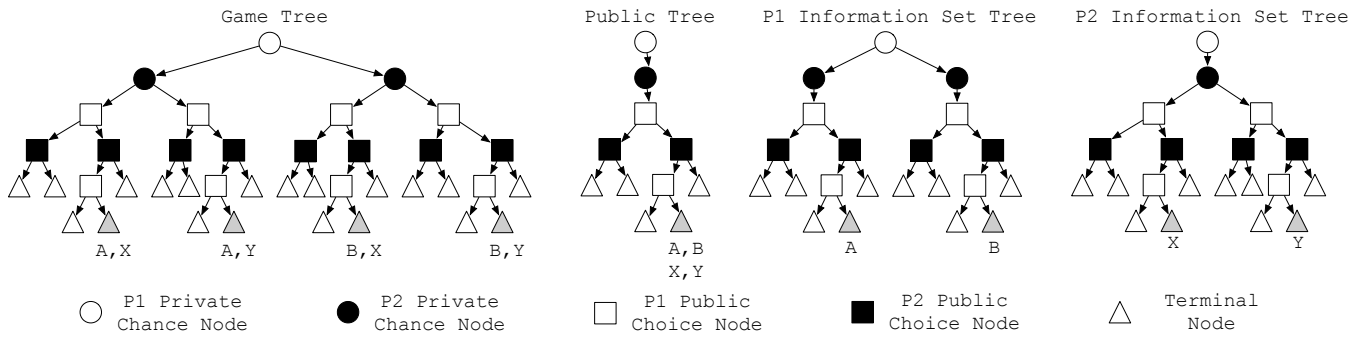 Game Tree
Public Tree
P1 Information Set Tree
P2 Information Set Tree
A,X
A,Y
B,X
B,Y
A,B
X,Y
A
B
X
Y
P1 Private
Chance Node
P2 Private
Chance Node
P1 Public
Choice Node
P2 Public
Choice Node
Terminal
Node